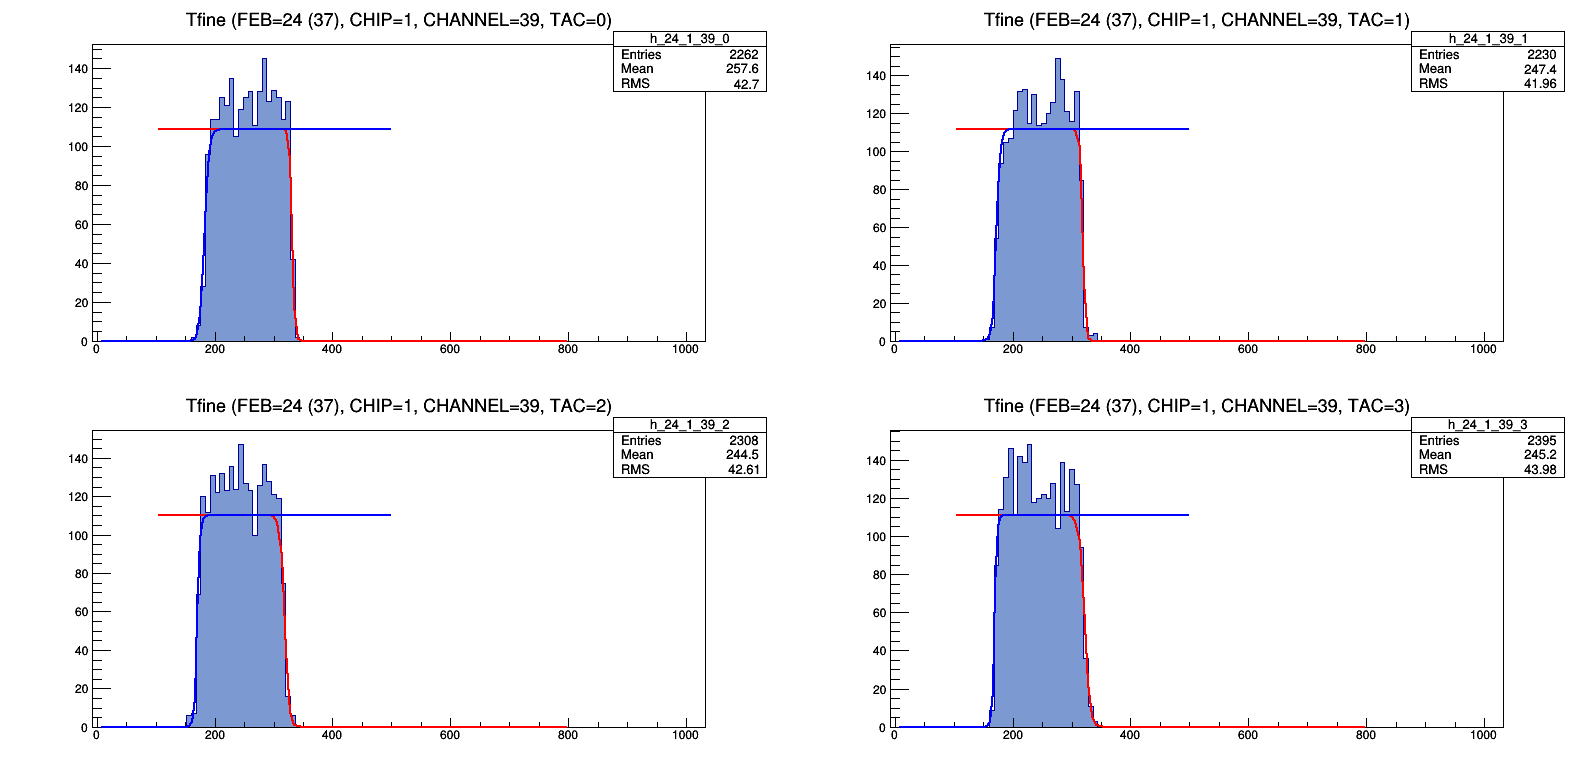 Tfine (FEB=24 (37), CHIP=1, CHANNEL=39, TAC=0)
h_24_1_39_0
Entries 2262
Mean 257.6
RMS 42.7
140
120
100
80
60
40
20
0
0 200 400 600 800 1000
Tfine (FEB=24 (37), CHIP=1, CHANNEL=39, TAC=1)
h_24_1_39_1
Entries 2230
Mean 247.4
RMS 41.96
140
120
100
80
60
40
20
0
0 200 400 600 800 1000
Tfine (FEB=24 (37), CHIP=1, CHANNEL=39, TAC=2)
h_24_1_39_2
Entries 2308
Mean 244.5
RMS 42.61
140
120
100
80
60
40
20
0
0 200 400 600 800 1000
Tfine (FEB=24 (37), CHIP=1, CHANNEL=39, TAC=3)
h_24_1_39_3
Entries 2395
Mean 245.2
RMS 43.98
140
120
100
80
60
40
20
0
0 200 400 600 800 1000